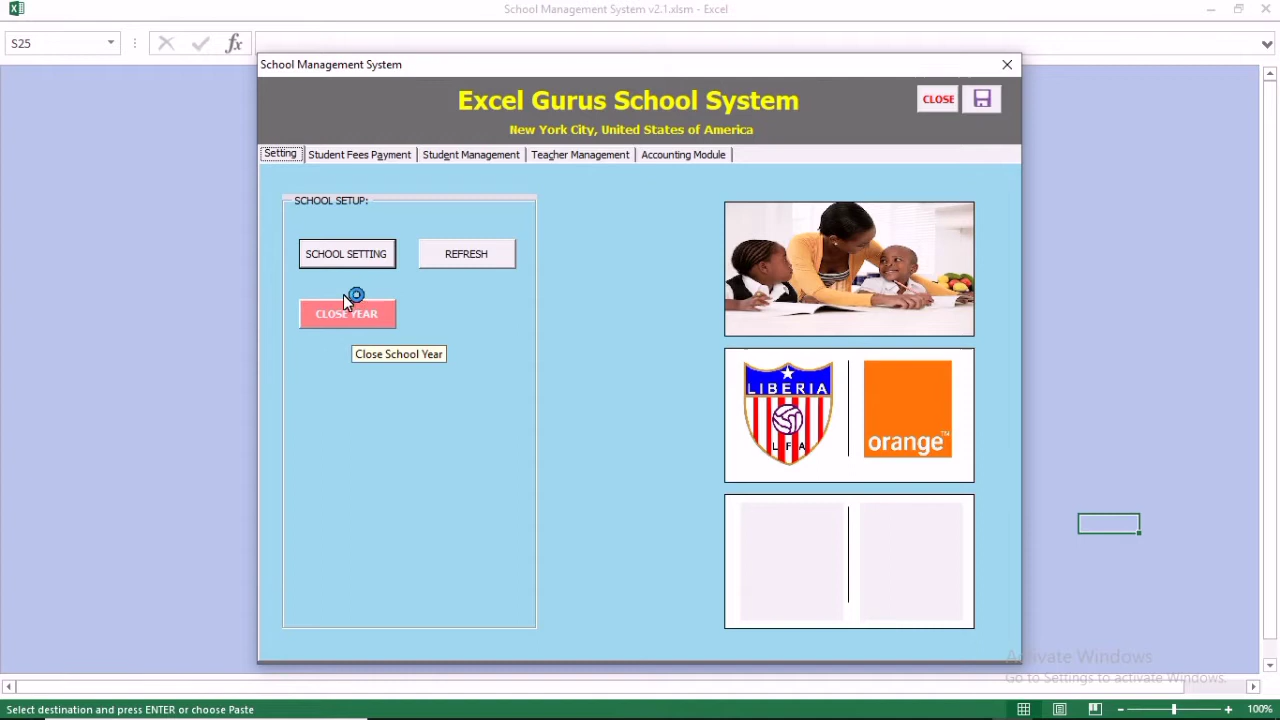 School Management System v2.1.xlsm - Excel
S25
fx
School Management System
Excel Gurus School System
CLOSE
New York City, United States of America
Setting
Student Fees Payment
Student Management
Teacher Management
Accounting Module
SCHOOL SETUP:
SCHOOL SETTING
REFRESH
CLOSE YEAR
Close School Year
LIBERIA
L F A
orange™
Activate Windows
Go to Settings to activate Windows.
Select destination and press ENTER or choose Paste
100%